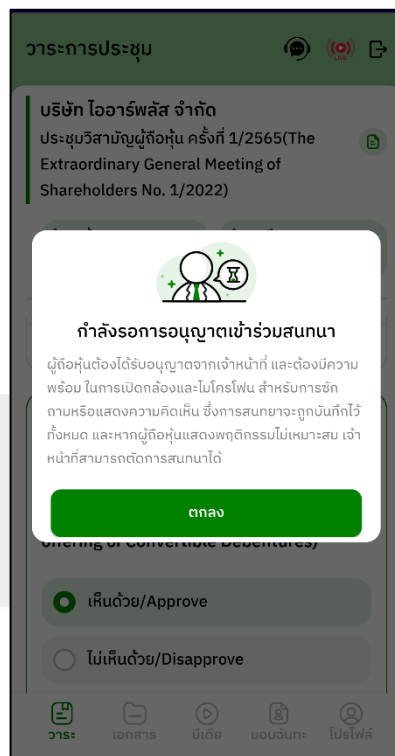 วาระการประชุม
LIVE
บริษัท ไออาร์พลัส จำกัด
ประชุมวิสามัญผู้ถือหุ้น ครั้งที่ 1/2565(The
Extraordinary General Meeting of
Shareholders No. 1/2022)
กำลังรอการอนุญาตเข้าร่วมสนทนา
ผู้ถือหุ้นต้องได้รับอนุญาตจากเจ้าหน้าที่ และต้องมีความ
พร้อม ในการเปิดกล้องและไมโครโฟน สำหรับการซัก
ถามหรือแสดงความคิดเห็น ซึ่งการสนทยาจะถูกบันทึกไว้
ทั้งหมด และหากผู้ถือหุ้นแสดงพฤติกรรมไม่เหมาะสม เจ้า
หน้าที่สามารถตัดการสนทนาได้
ตกลง
offering of Convertible Debentures)
เห็นด้วย/Approve
ไม่เห็นด้วย/Disapprove
วาระ เอกสาร มีเดีย มอบฉันทะ โปรไฟล์